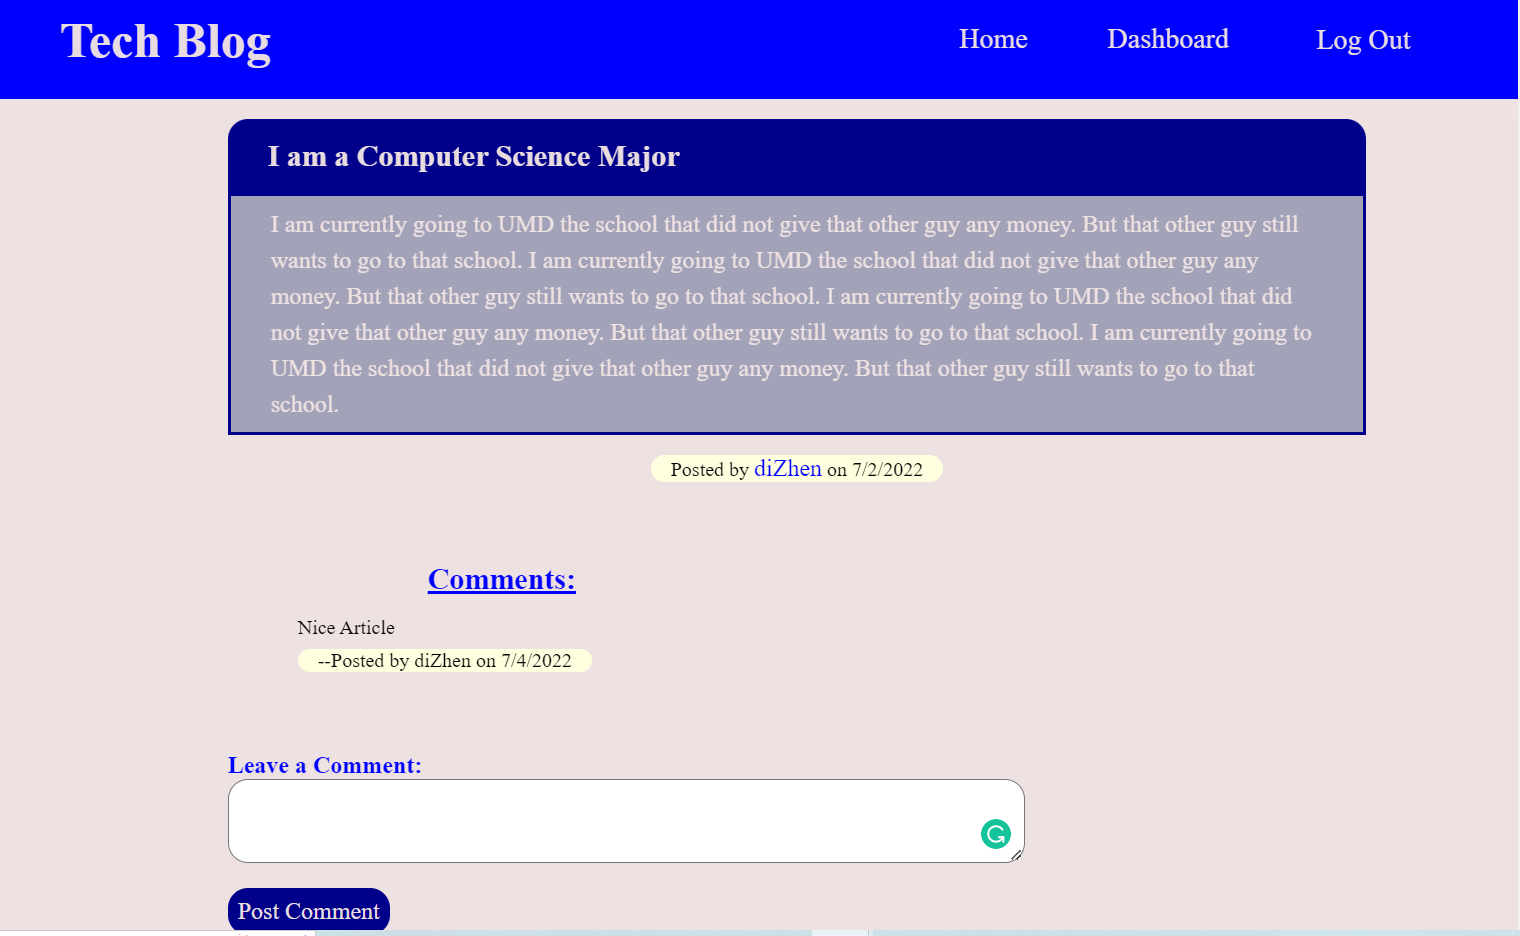 Tech Blog
Home Dashboard Log Out
I am a Computer Science Major
I am currently going to UMD the school that did not give that other guy any money. But that other guy still
wants to go to that school. I am currently going to UMD the school that did not give that other guy any
money. But that other guy still wants to go to that school. I am currently going to UMD the school that did
not give that other guy any money. But that other guy still wants to go to that school. I am currently going to
UMD the school that did not give that other guy any money. But that other guy still wants to go to that
school.
Posted by diZhen on 7/2/2022
Comments:
Nice Article
--Posted by diZhen on 7/4/2022
Leave a Comment:
Post Comment